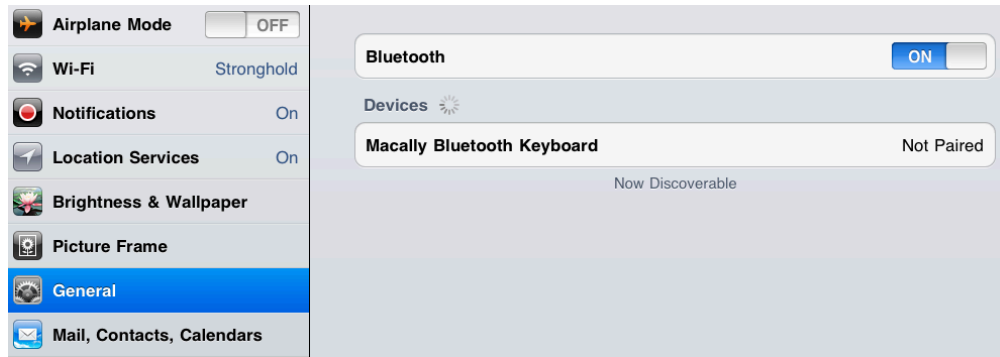 Airplane Mode OFF
Wi-Fi Stronghold
Notifications On
Location Services On
Brightness & Wallpaper
Picture Frame
General
Mail, Contacts, Calendars
Bluetooth ON
Devices
Macally Bluetooth Keyboard Not Paired
Now Discoverable